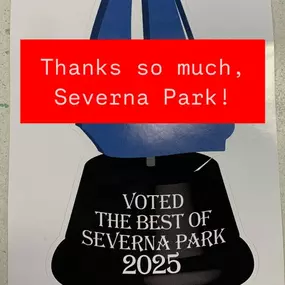 Thanks so much,
Severna Park!
VOTED
THE BEST OF
SEVERNA PARK
2025